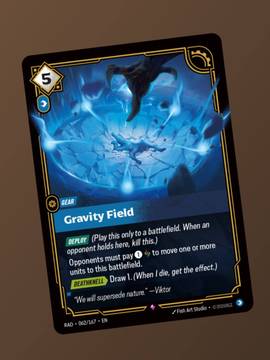 5
GEAR
Gravity Field
DEPLOY (Play this only to a battlefield. When an
opponent holds here, kill this.)
Opponents must pay 1 to move one or more
units to this battlefield.
DEATHKNELL Draw 1. (When I die, get the effect.)
"We will supersede nature." —Viktor
RAD • 062/167 • EN
Fish Art Studio